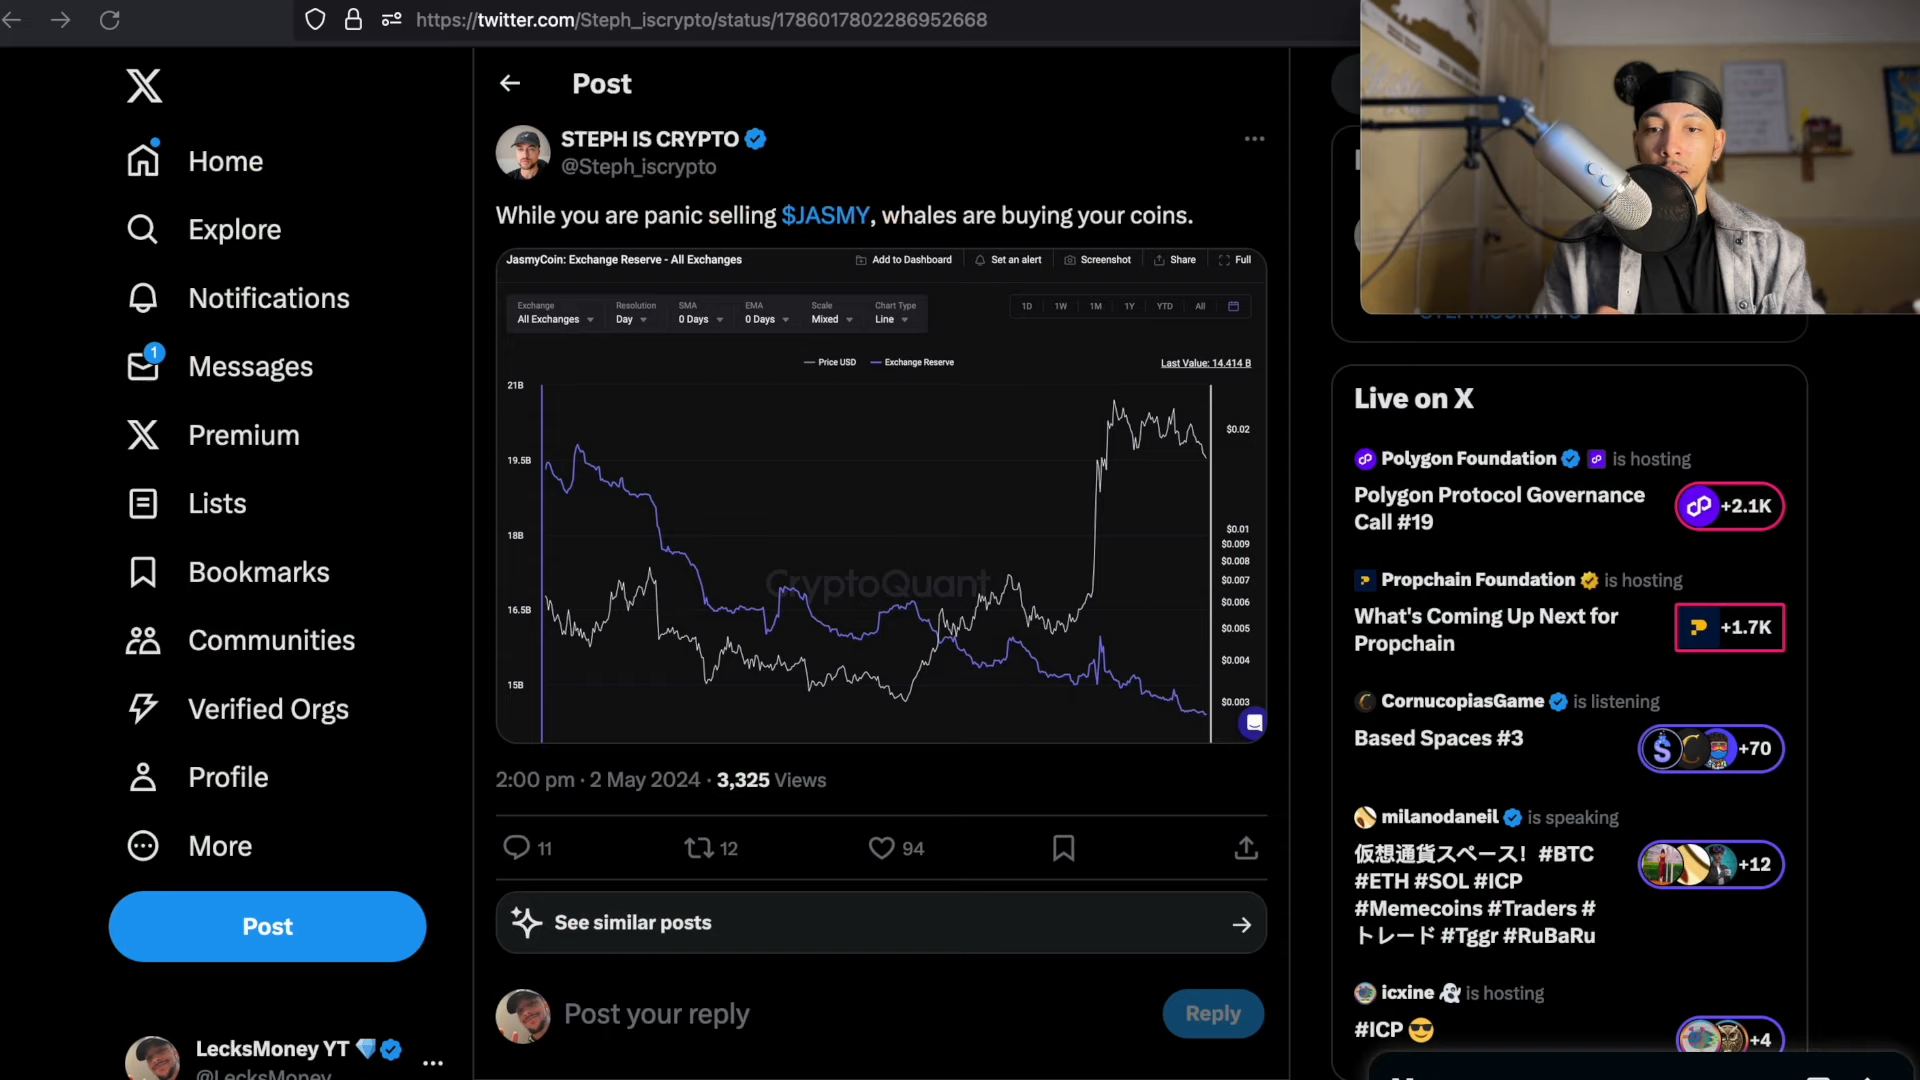 https://twitter.com/Steph_iscrypto/status/1786017802286952668
Home
Explore
Notifications
1
Messages
Premium
Lists
Bookmarks
Communities
Verified Orgs
Profile
More
Post
LecksMoney YT
@LecksMoney
Post
STEPH IS CRYPTO
@Steph_iscrypto
While you are panic selling $JASMY, whales are buying your coins.
JasmyCoin: Exchange Reserve - All Exchanges
Add to Dashboard
Set an alert
Screenshot
Share
Full
Exchange
All Exchanges
Resolution
Day
SMA
0 Days
EMA
0 Days
Scale
Mixed
Chart Type
Line
1D
1W
1M
1Y
YTD
All
Price USD
Exchange Reserve
Last Value: 14.414 B
21B
19.5B
18B
16.5B
15B
$0.02
$0.01
$0.009
$0.008
$0.007
$0.006
$0.005
$0.004
$0.003
CryptoQuant
2:00 pm · 2 May 2024 · 3,325 Views
11
12
94
See similar posts
Post your reply
Reply
Live on X
Polygon Foundation is hosting
Polygon Protocol Governance
Call #19
+2.1K
Propchain Foundation is hosting
What's Coming Up Next for
Propchain
+1.7K
CornucopiasGame is listening
Based Spaces #3
+70
milanodaneil is speaking
仮想通貨スペース! #BTC
#ETH #SOL #ICP
#Memecoins #Traders #
トレード #Tggr #RuBaRu
+12
icxine is hosting
#ICP
+4